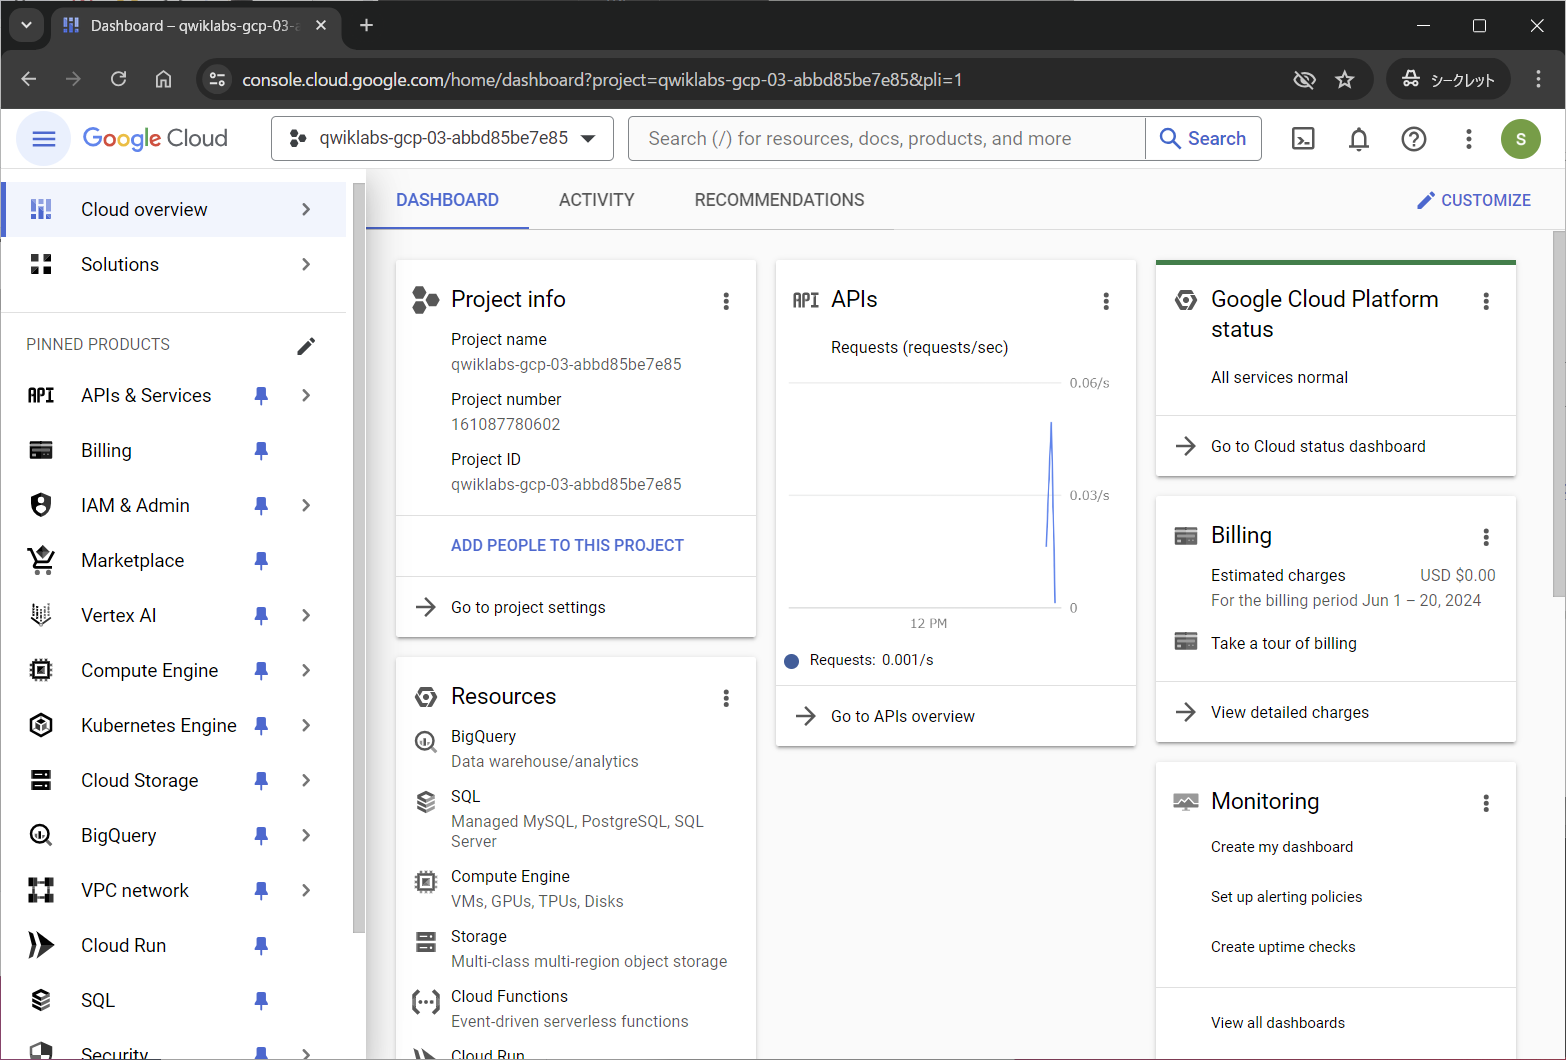 Dashboard – qwiklabs-gcp-03-a
console.cloud.google.com/home/dashboard?project=qwiklabs-gcp-03-abbd85be7e85&pli=1
シークレット
Google Cloud
qwiklabs-gcp-03-abbd85be7e85
Search (/) for resources, docs, products, and more
Search
S
Cloud overview
Solutions
PINNED PRODUCTS
API
APIs & Services
Billing
IAM & Admin
Marketplace
Vertex AI
Compute Engine
Kubernetes Engine
Cloud Storage
BigQuery
VPC network
Cloud Run
SQL
Security
DASHBOARD
ACTIVITY
RECOMMENDATIONS
CUSTOMIZE
Project info
Project name
qwiklabs-gcp-03-abbd85be7e85
Project number
161087780602
Project ID
qwiklabs-gcp-03-abbd85be7e85
ADD PEOPLE TO THIS PROJECT
Go to project settings
Resources
BigQuery
Data warehouse/analytics
SQL
Managed MySQL, PostgreSQL, SQL
Server
Compute Engine
VMs, GPUs, TPUs, Disks
Storage
Multi-class multi-region object storage
Cloud Functions
Event-driven serverless functions
Cloud Run
API
APIs
Requests (requests/sec)
0.06/s
0.03/s
0
12 PM
Requests: 0.001/s
Go to APIs overview
Google Cloud Platform
status
All services normal
Go to Cloud status dashboard
Billing
Estimated charges
USD $0.00
For the billing period Jun 1 – 20, 2024
Take a tour of billing
View detailed charges
Monitoring
Create my dashboard
Set up alerting policies
Create uptime checks
View all dashboards